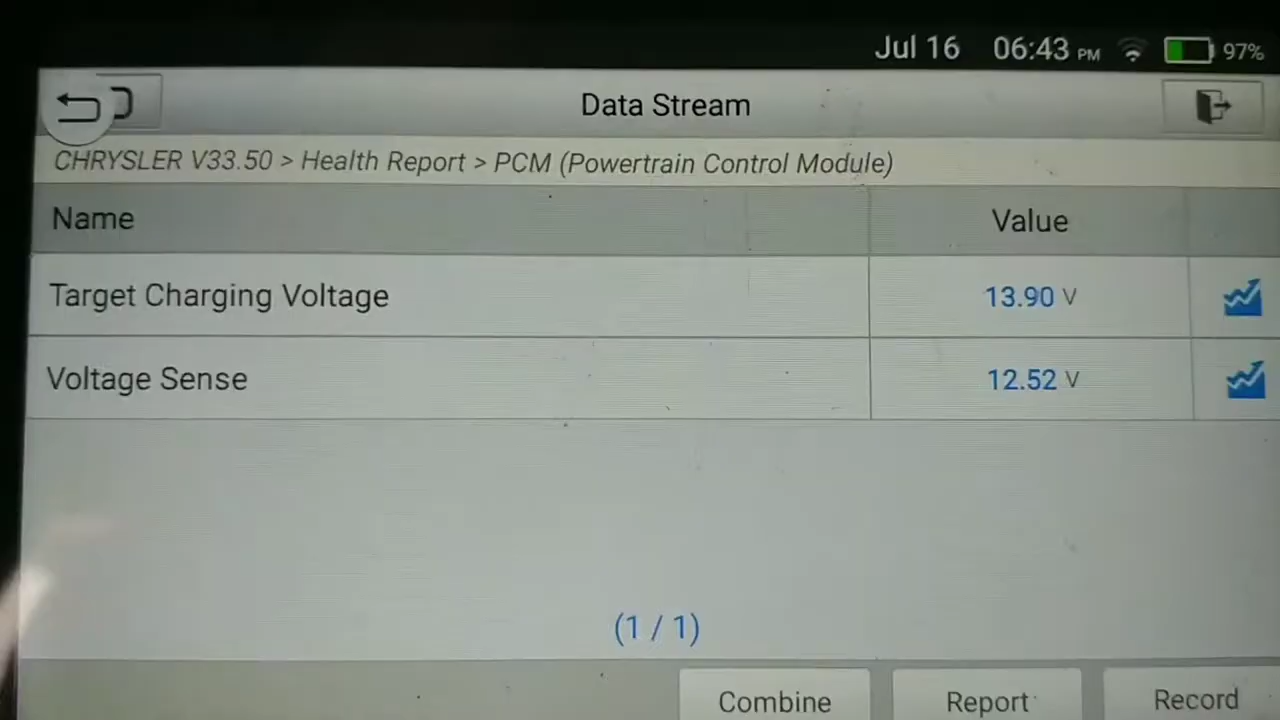 Jul 16 06:43 PM 97%
Data Stream
CHRYSLER V33.50 > Health Report > PCM (Powertrain Control Module)
Name Value
Target Charging Voltage 13.90 V
Voltage Sense 12.52 V
(1 / 1)
Combine Report Record